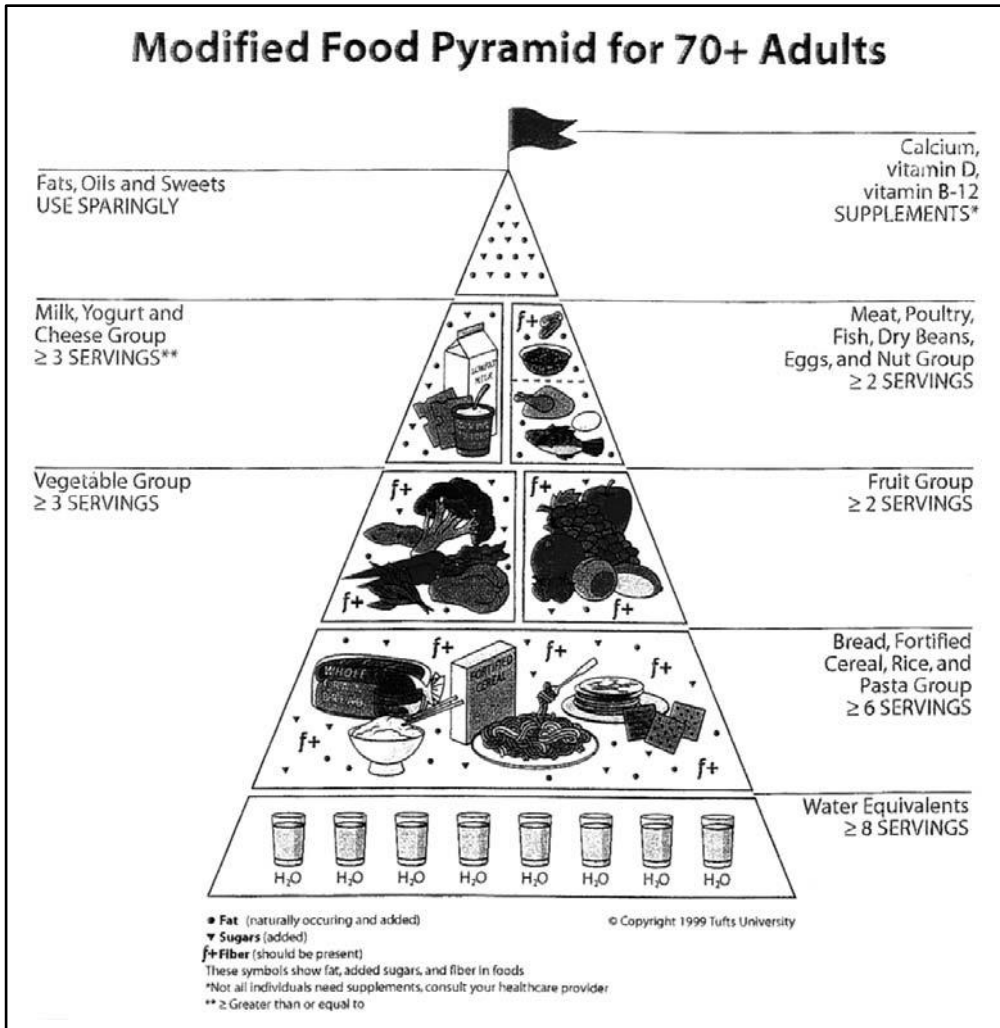 Modified Food Pyramid for 70+ Adults
Fats, Oils and Sweets
USE SPARINGLY
Calcium,
vitamin D,
vitamin B-12
SUPPLEMENTS*
Milk, Yogurt and
Cheese Group
≥ 3 SERVINGS**
Meat, Poultry,
Fish, Dry Beans,
Eggs, and Nut Group
≥ 2 SERVINGS
LOWFAT
MILK
f+
Vegetable Group
≥ 3 SERVINGS
Fruit Group
≥ 2 SERVINGS
f+
f+
f+
f+
Bread, Fortified
Cereal, Rice, and
Pasta Group
≥ 6 SERVINGS
f+
f+
f+
f+
f+
WHOLE
FORTIFIED
CEREAL
Water Equivalents
≥ 8 SERVINGS
H₂O H₂O H₂O H₂O H₂O H₂O H₂O H₂O
• Fat (naturally occuring and added)
© Copyright 1999 Tufts University
▼ Sugars (added)
f+ Fiber (should be present)
These symbols show fat, added sugars, and fiber in foods
*Not all individuals need supplements, consult your healthcare provider
** ≥ Greater than or equal to